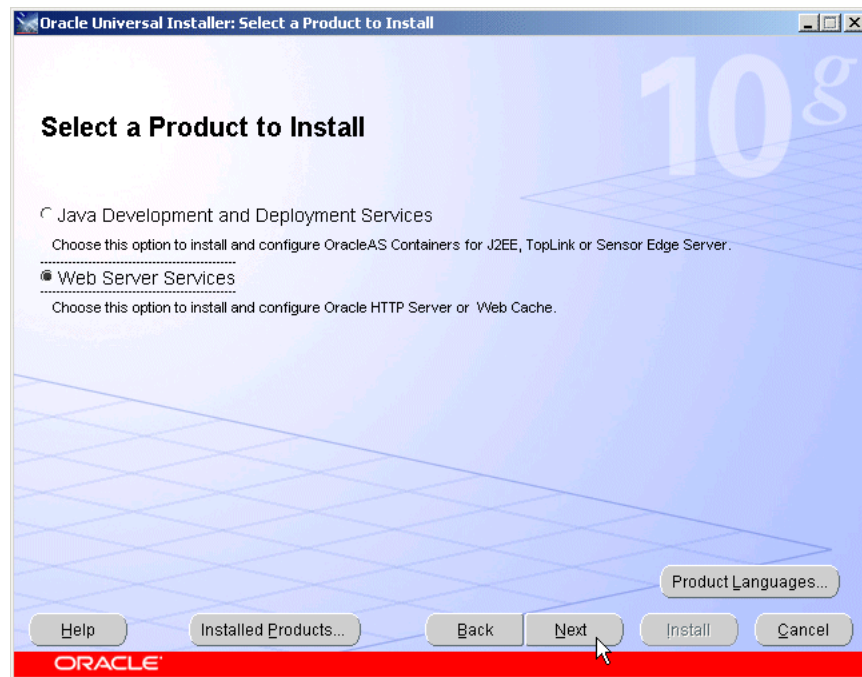 Oracle Universal Installer: Select a Product to Install
10g
Select a Product to Install
Java Development and Deployment Services
Choose this option to install and configure OracleAS Containers for J2EE, TopLink or Sensor Edge Server.
Web Server Services
Choose this option to install and configure Oracle HTTP Server or Web Cache.
Product Languages...
Help Installed Products... Back Next Install Cancel
ORACLE